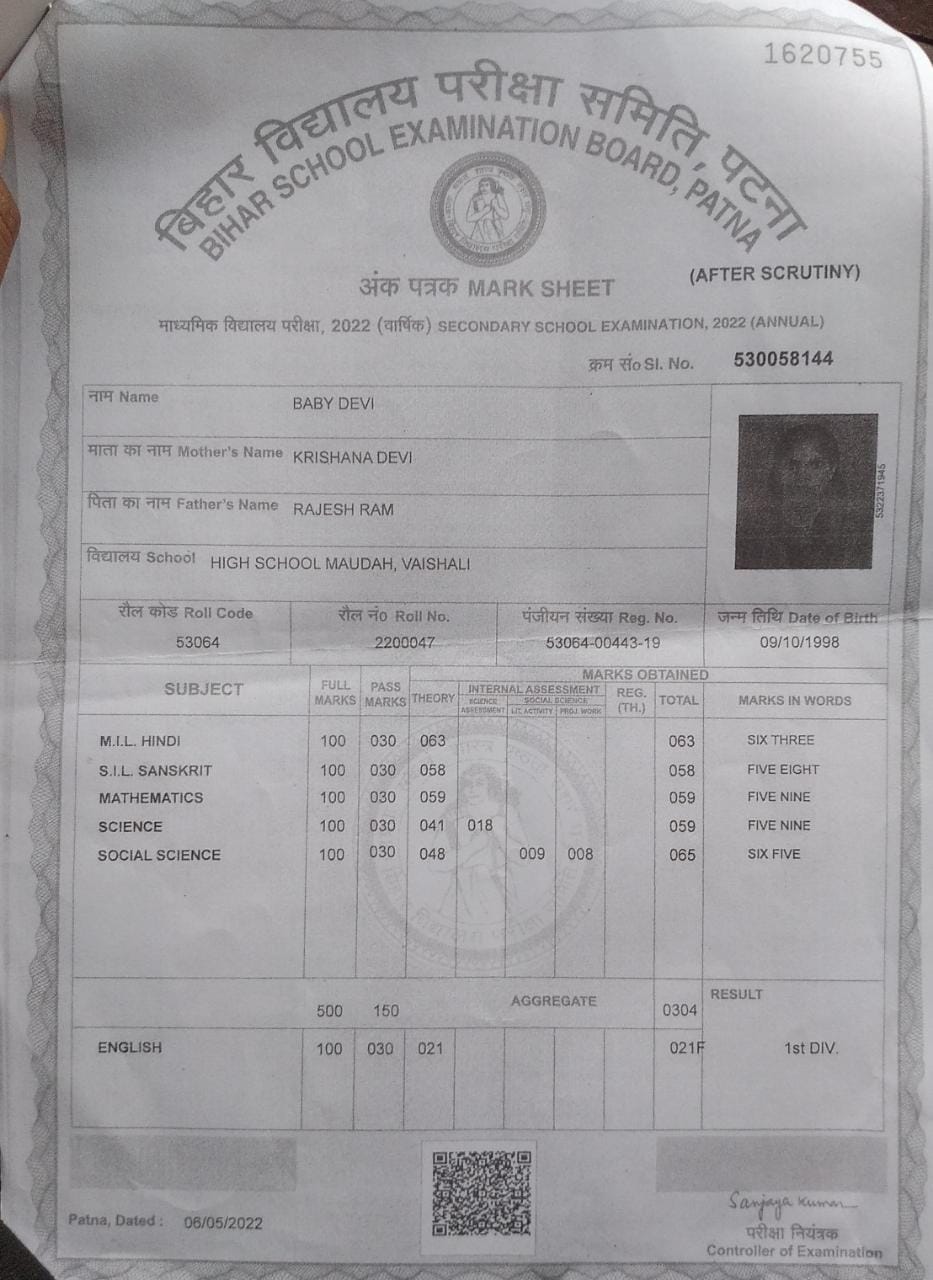 1620755
बिहार विद्यालय परीक्षा समिति, पटना
BIHAR SCHOOL EXAMINATION BOARD, PATNA
अंक पत्रक MARK SHEET
(AFTER SCRUTINY)
माध्यमिक विद्यालय परीक्षा, 2022 (वार्षिक) SECONDARY SCHOOL EXAMINATION, 2022 (ANNUAL)
क्रम सं० Sl. No. 530058144
नाम Name BABY DEVI
माता का नाम Mother's Name KRISHANA DEVI
पिता का नाम Father's Name RAJESH RAM
विद्यालय School HIGH SCHOOL MAUDAH, VAISHALI
5322371945
रौल कोड Roll Code रौल नं० Roll No. पंजीयन संख्या Reg. No. जन्म तिथि Date of Birth
53064 2200047 53064-00443-19 09/10/1998
MARKS OBTAINED
SUBJECT FULL MARKS PASS MARKS THEORY INTERNAL ASSESSMENT REG. (TH.) TOTAL MARKS IN WORDS
SCIENCE ASSESSMENT SOCIAL SCIENCE
LIT. ACTIVITY PROJ. WORK
M.I.L. HINDI 100 030 063 063 SIX THREE
S.I.L. SANSKRIT 100 030 058 058 FIVE EIGHT
MATHEMATICS 100 030 059 059 FIVE NINE
SCIENCE 100 030 041 018 059 FIVE NINE
SOCIAL SCIENCE 100 030 048 009 008 065 SIX FIVE
500 150 AGGREGATE 0304 RESULT
ENGLISH 100 030 021 021F 1st DIV.
Patna, Dated : 06/05/2022
Sanjaya Kumar
परीक्षा नियंत्रक
Controller of Examination